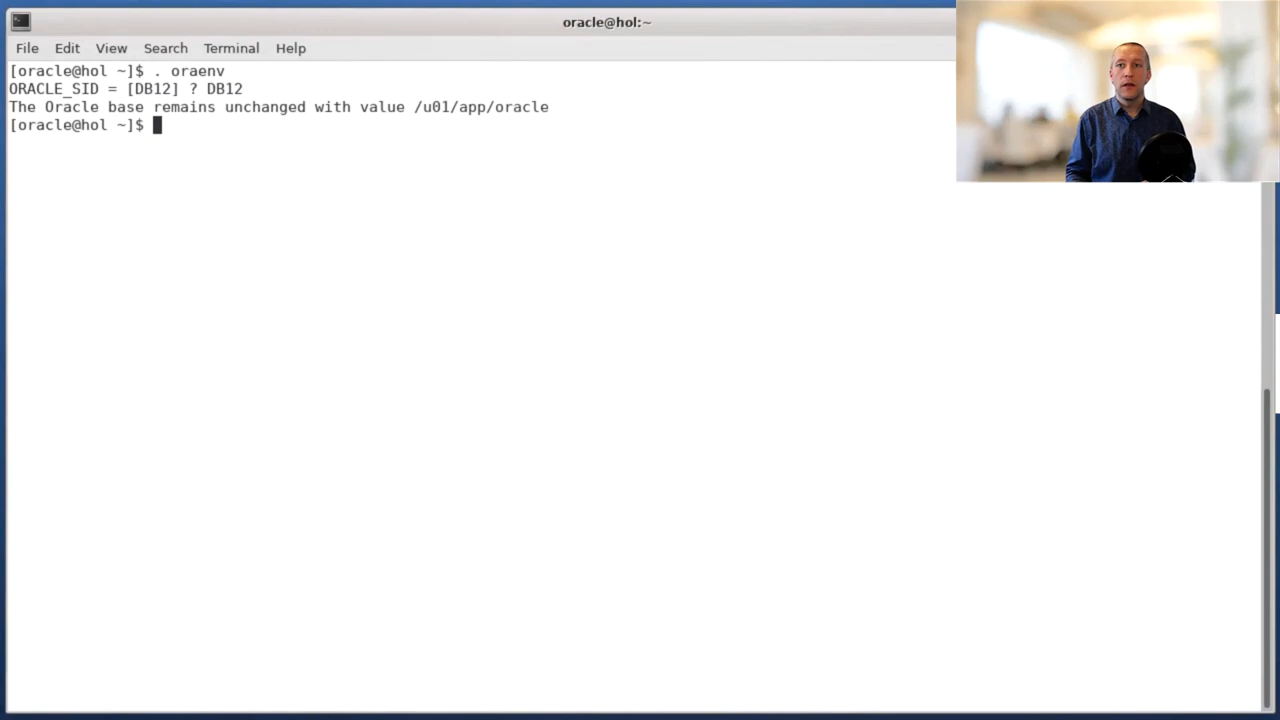 oracle@hol:~
File Edit View Search Terminal Help
[oracle@hol ~]$ . oraenv
ORACLE_SID = [DB12] ? DB12
The Oracle base remains unchanged with value /u01/app/oracle
[oracle@hol ~]$